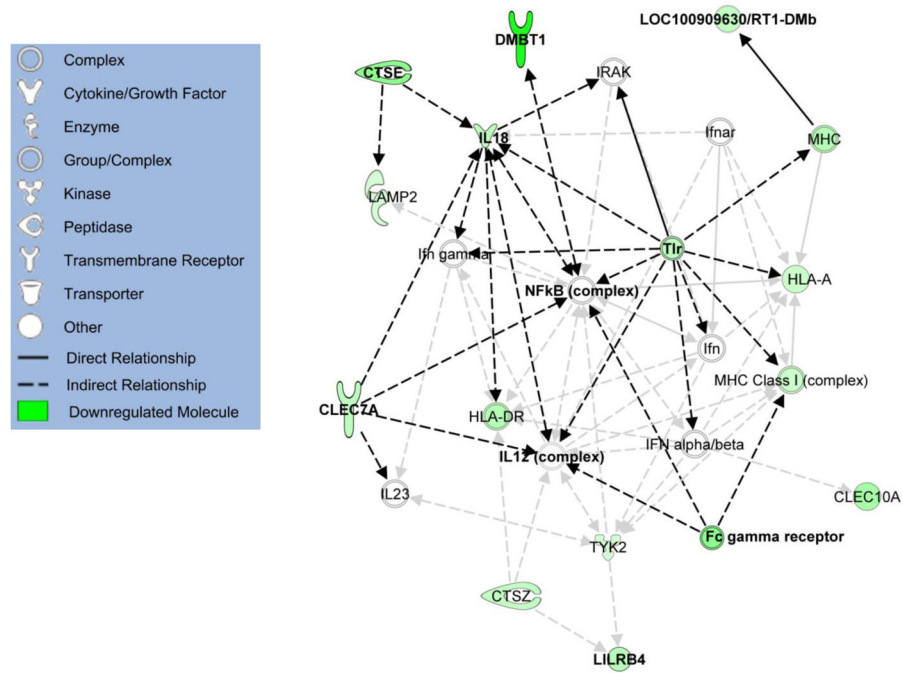 Complex
Cytokine/Growth Factor
Enzyme
Group/Complex
Kinase
Peptidase
Transmembrane Receptor
Transporter
Other
Direct Relationship
Indirect Relationship
Downregulated Molecule
LOC100909630/RT1-DMb
DMBT1
CTSE
IRAK
IL18
Ifnar
MHC
LAMP2
Ifn gamma
Tlr
HLA-A
NFkB (complex)
Ifn
MHC Class I (complex)
CLEC7A
HLA-DR
IFN alpha/beta
IL12 (complex)
IL23
CLEC10A
Fc gamma receptor
TYK2
CTSZ
LILRB4